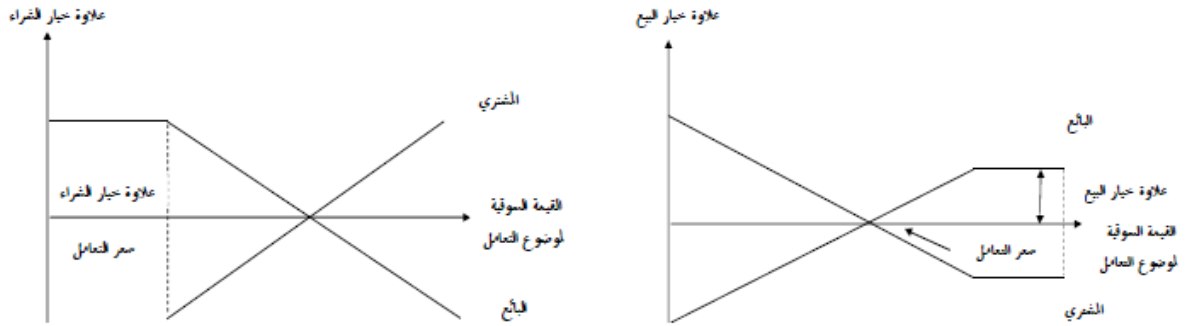 علاوة خيار الشراء
المشتري
علاوة خيار الشراء
القيمة السوقية
لموضوع التعامل
سعر التعامل
البائع
علاوة خيار البيع
البائع
علاوة خيار البيع
القيمة السوقية
لموضوع التعامل
سعر التعامل
المشتري